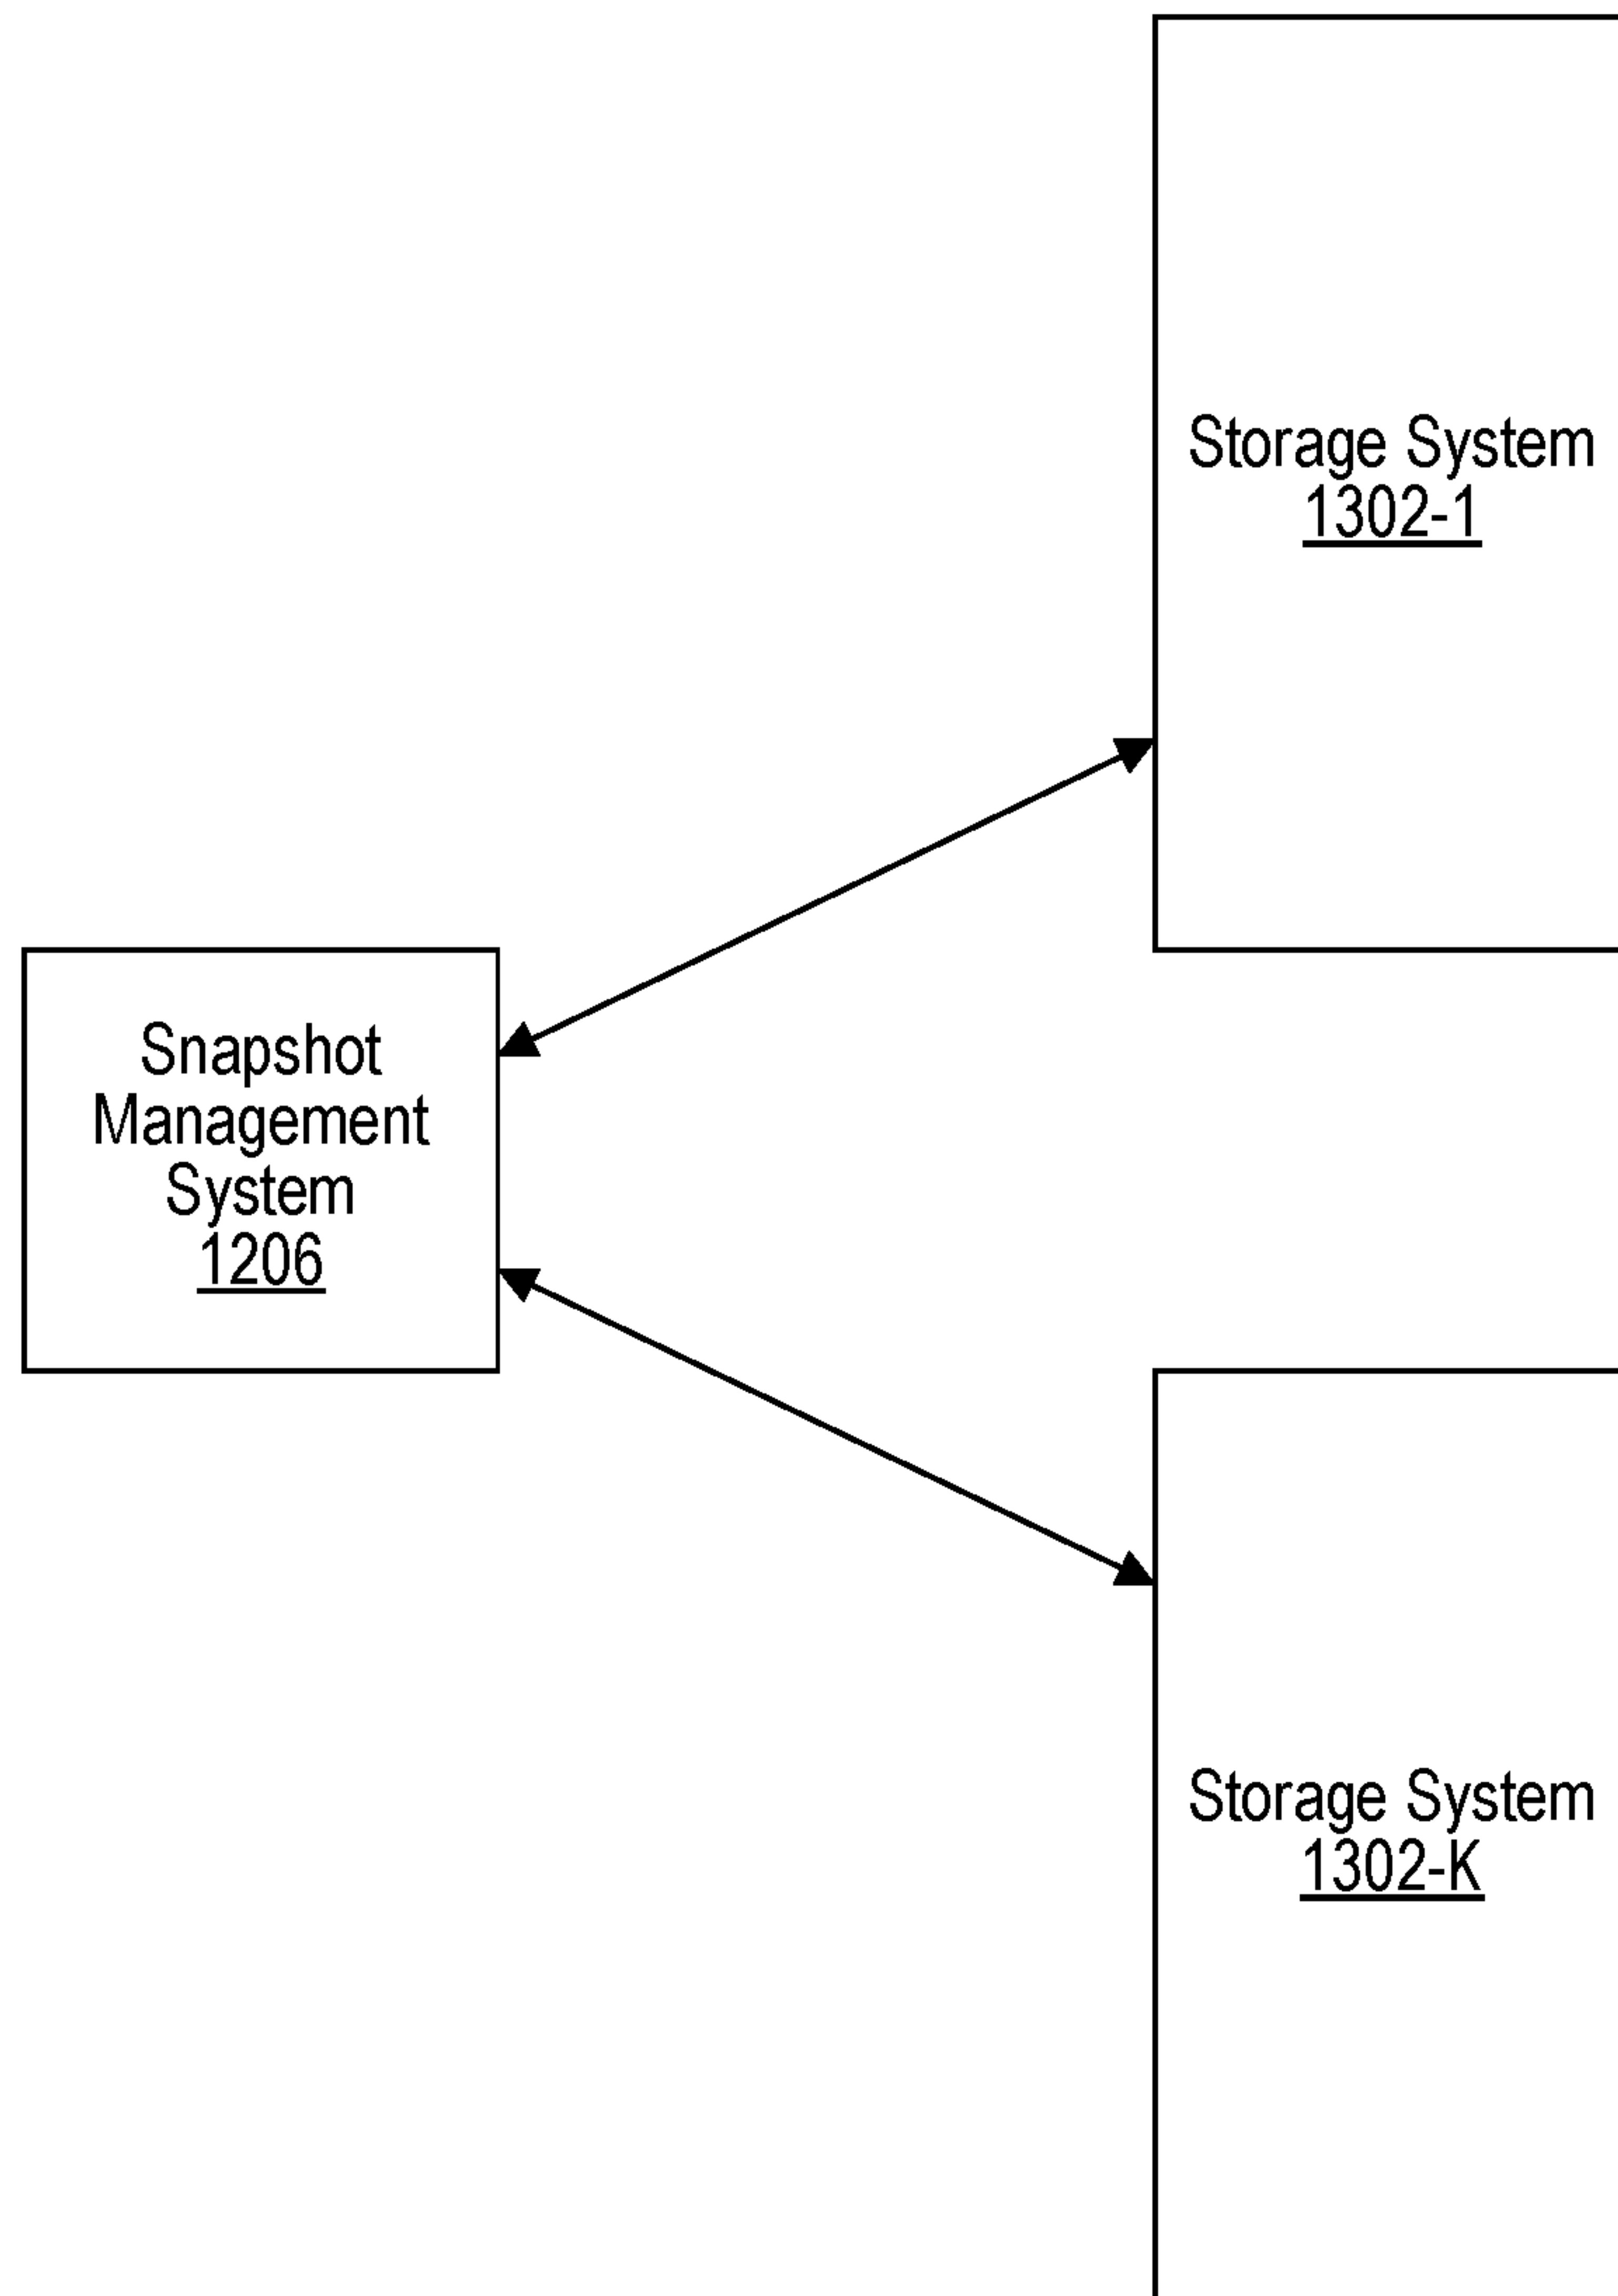 Storage System
1302-1
Snapshot
Management
System
1206
Storage System
1302-K